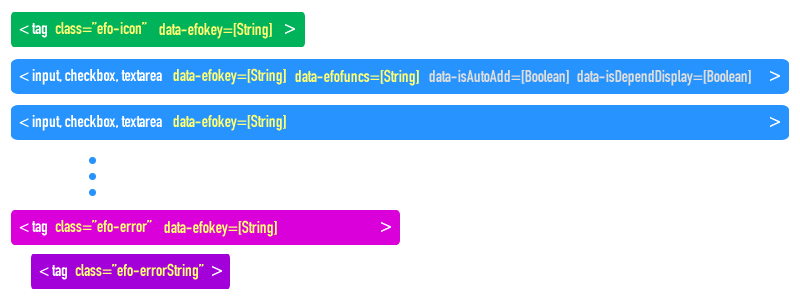 <tag class="efo-icon" data-efokey=[String] >
<input, checkbox, textarea data-efokey=[String] data-efofuncs=[String] data-isAutoAdd=[Boolean] data-isDependDisplay=[Boolean] >
<input, checkbox, textarea data-efokey=[String] >
<tag class="efo-error" data-efokey=[String] >
<tag class="efo-errorString" >